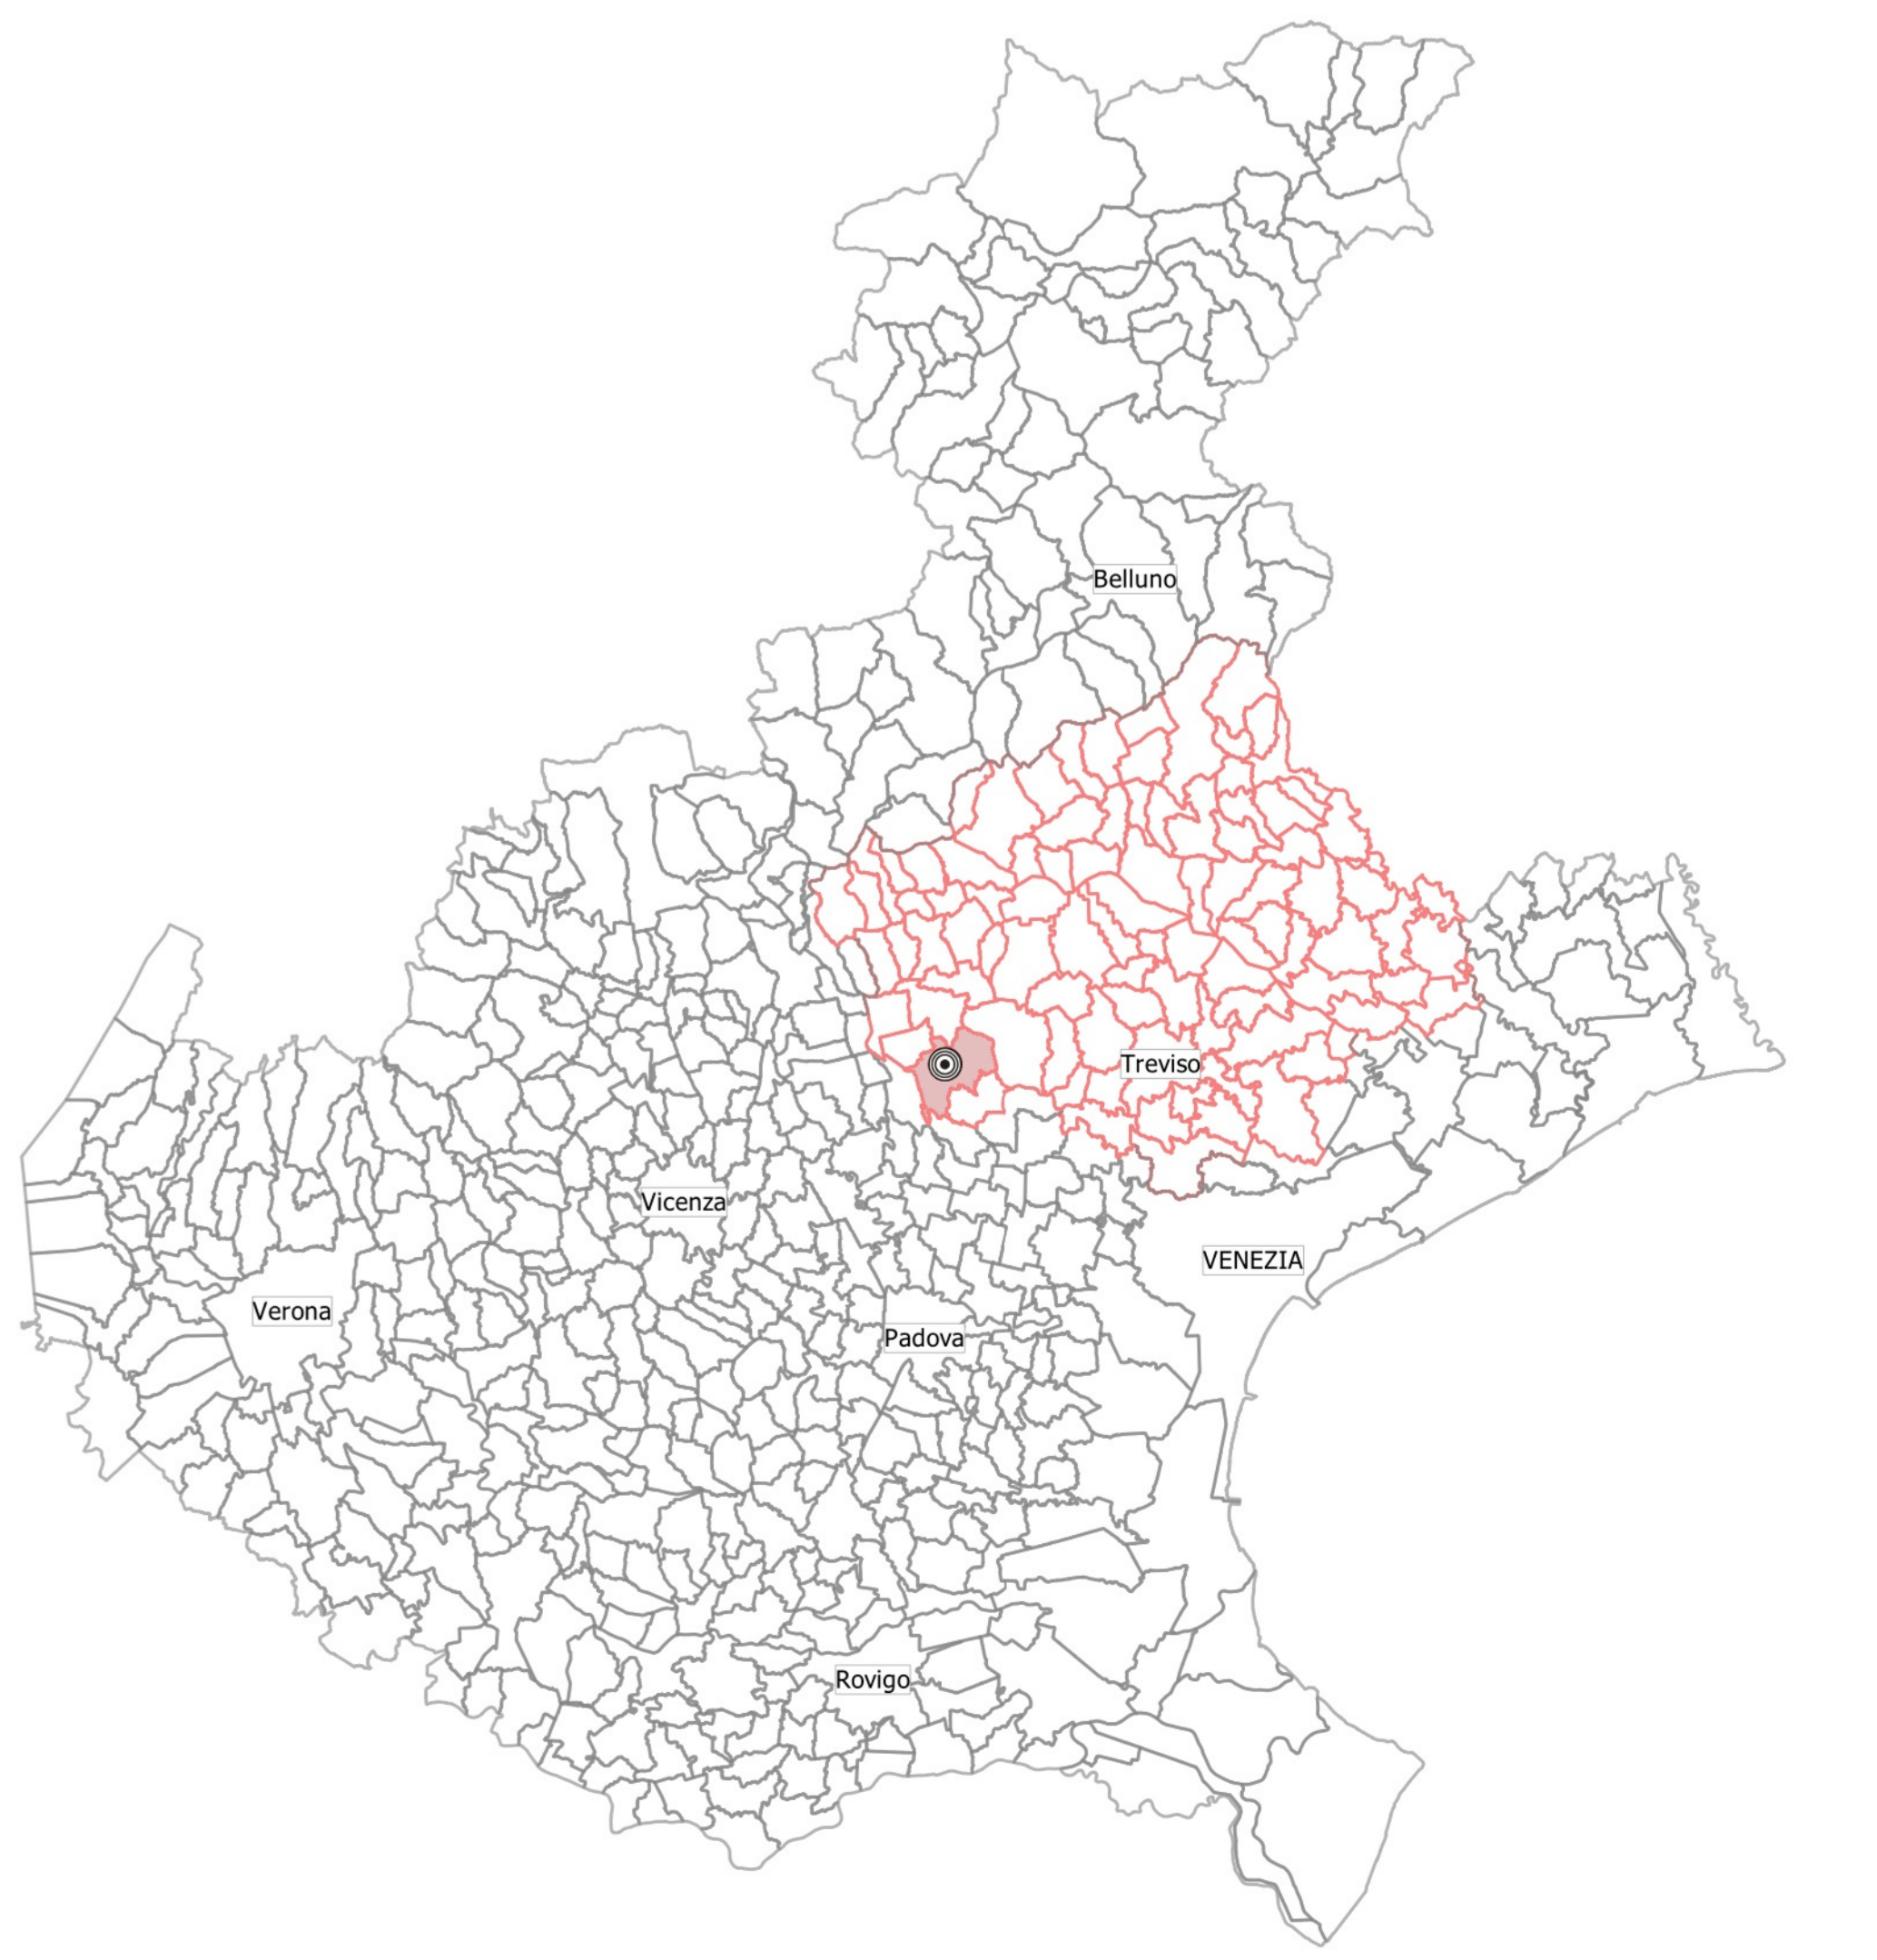 Belluno
Treviso
Vicenza
VENEZIA
Verona
Padova
Rovigo